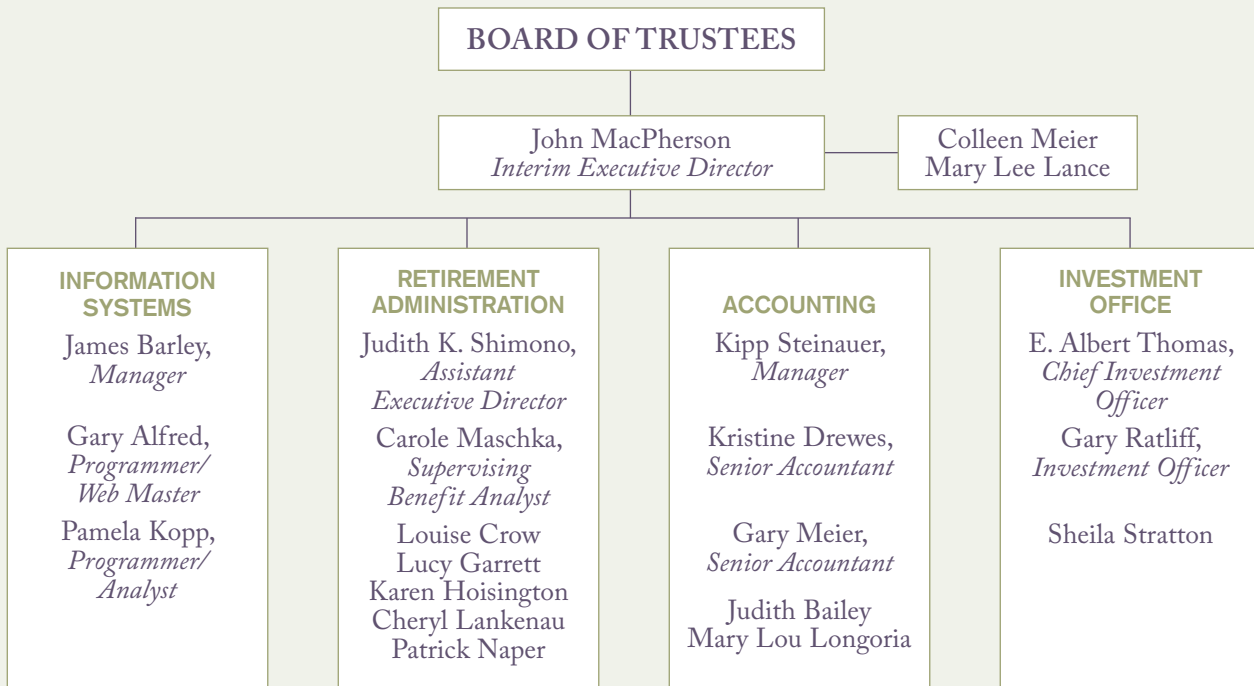 BOARD OF TRUSTEES
John MacPherson
Interim Executive Director
Colleen Meier
Mary Lee Lance
INFORMATION
SYSTEMS
James Barley,
Manager
Gary Alfred,
Programmer/
Web Master
Pamela Kopp,
Programmer/
Analyst
RETIREMENT
ADMINISTRATION
Judith K. Shimono,
Assistant
Executive Director
Carole Maschka,
Supervising
Benefit Analyst
Louise Crow
Lucy Garrett
Karen Hoisington
Cheryl Lankenau
Patrick Naper
ACCOUNTING
Kipp Steinauer,
Manager
Kristine Drewes,
Senior Accountant
Gary Meier,
Senior Accountant
Judith Bailey
Mary Lou Longoria
INVESTMENT
OFFICE
E. Albert Thomas,
Chief Investment
Officer
Gary Ratliff,
Investment Officer
Sheila Stratton